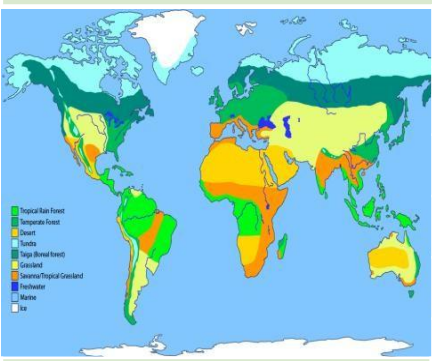 Tropical Rain Forest
Temperate Forest
Desert
Tundra
Taiga (Boreal forest)
Grassland
Savanna/Tropical Grassland
Freshwater
Marine
Ice